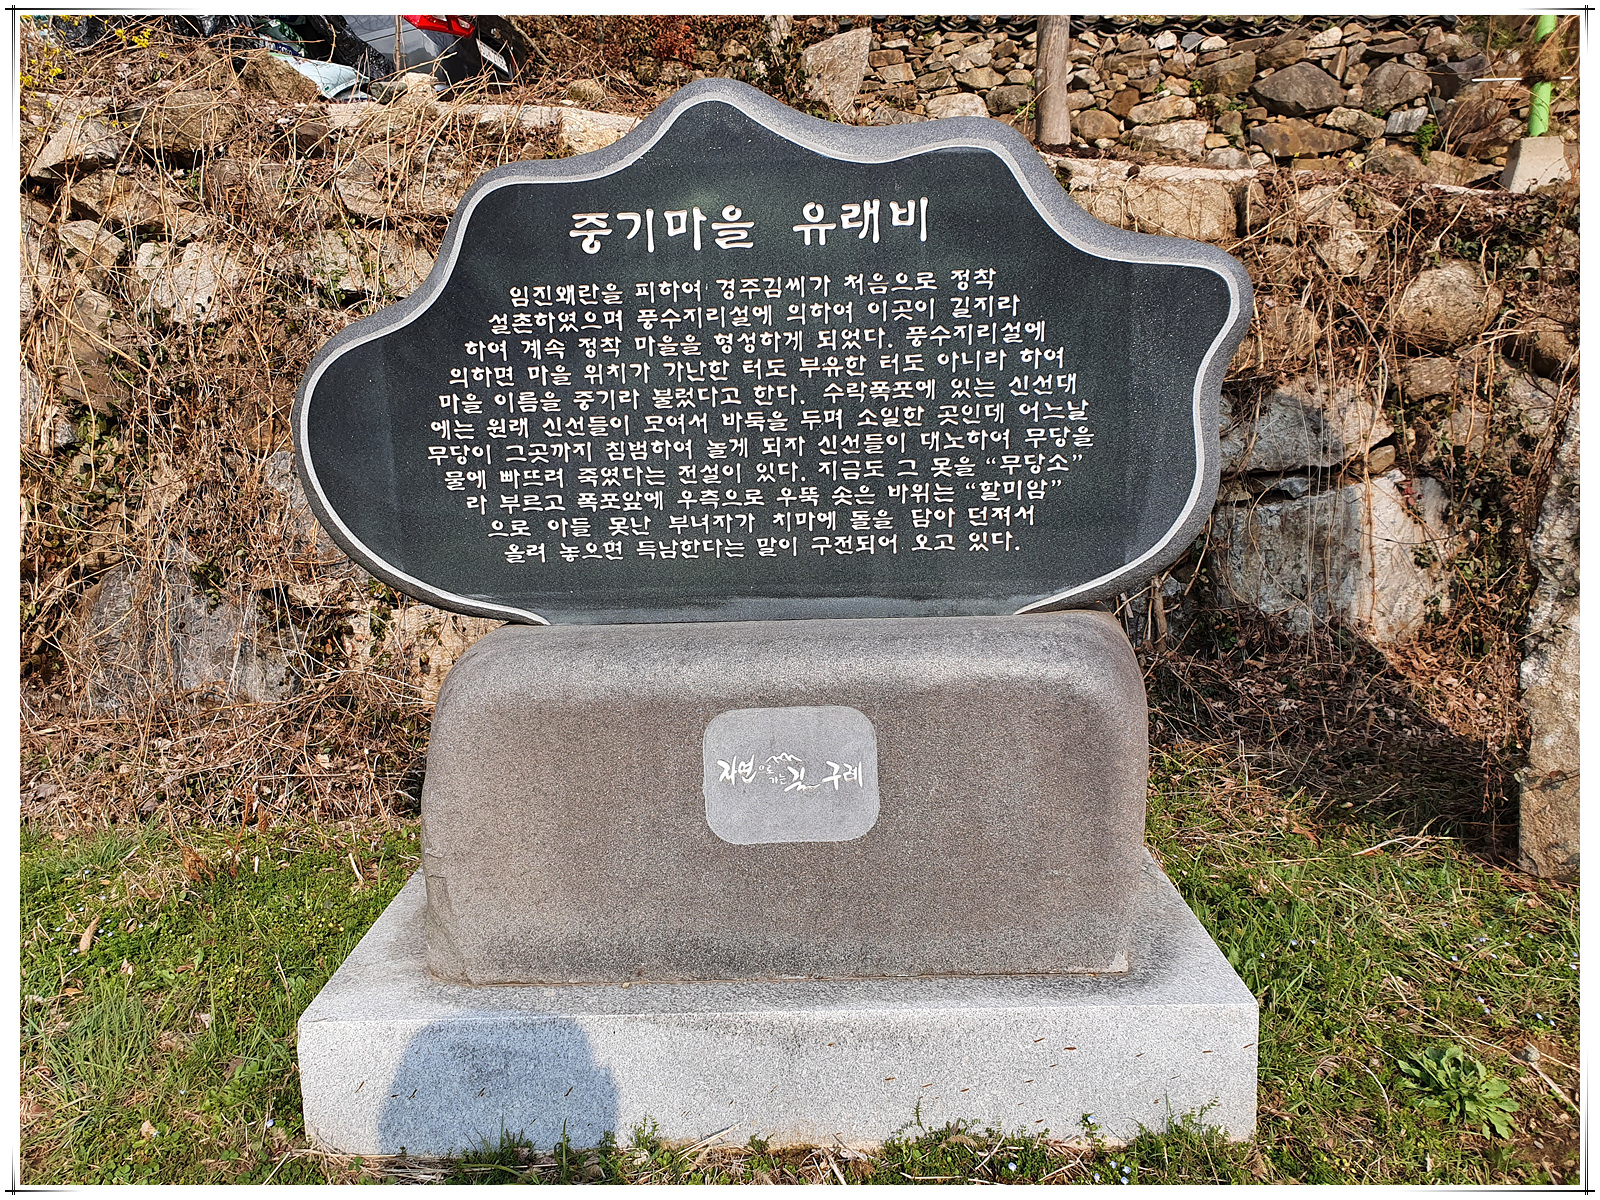 중기마을 유래비
임진왜란을 피하여 경주김씨가 처음으로 정착
설촌하였으며 풍수지리설에 의하여 이곳이 길지라
하여 계속 정착 마을을 형성하게 되었다. 풍수지리설에
의하면 마을 위치가 가난한 터도 부유한 터도 아니라 하여
마을 이름을 중기라 불렀다고 한다. 수락폭포에 있는 신선대
에는 원래 신선들이 모여서 바둑을 두며 소일한 곳인데 어느날
무당이 그곳까지 침범하여 놀게 되자 신선들이 대노하여 무당을
물에 빠뜨려 죽였다는 전설이 있다. 지금도 그 못을 “무당소”
라 부르고 폭포앞에 우측으로 우뚝 솟은 바위는 “할미암”
으로 아들 못난 부녀자가 치마에 돌을 담아 던져서
올려 놓으면 득남한다는 말이 구전되어 오고 있다.
자연으로 가는 길 구례